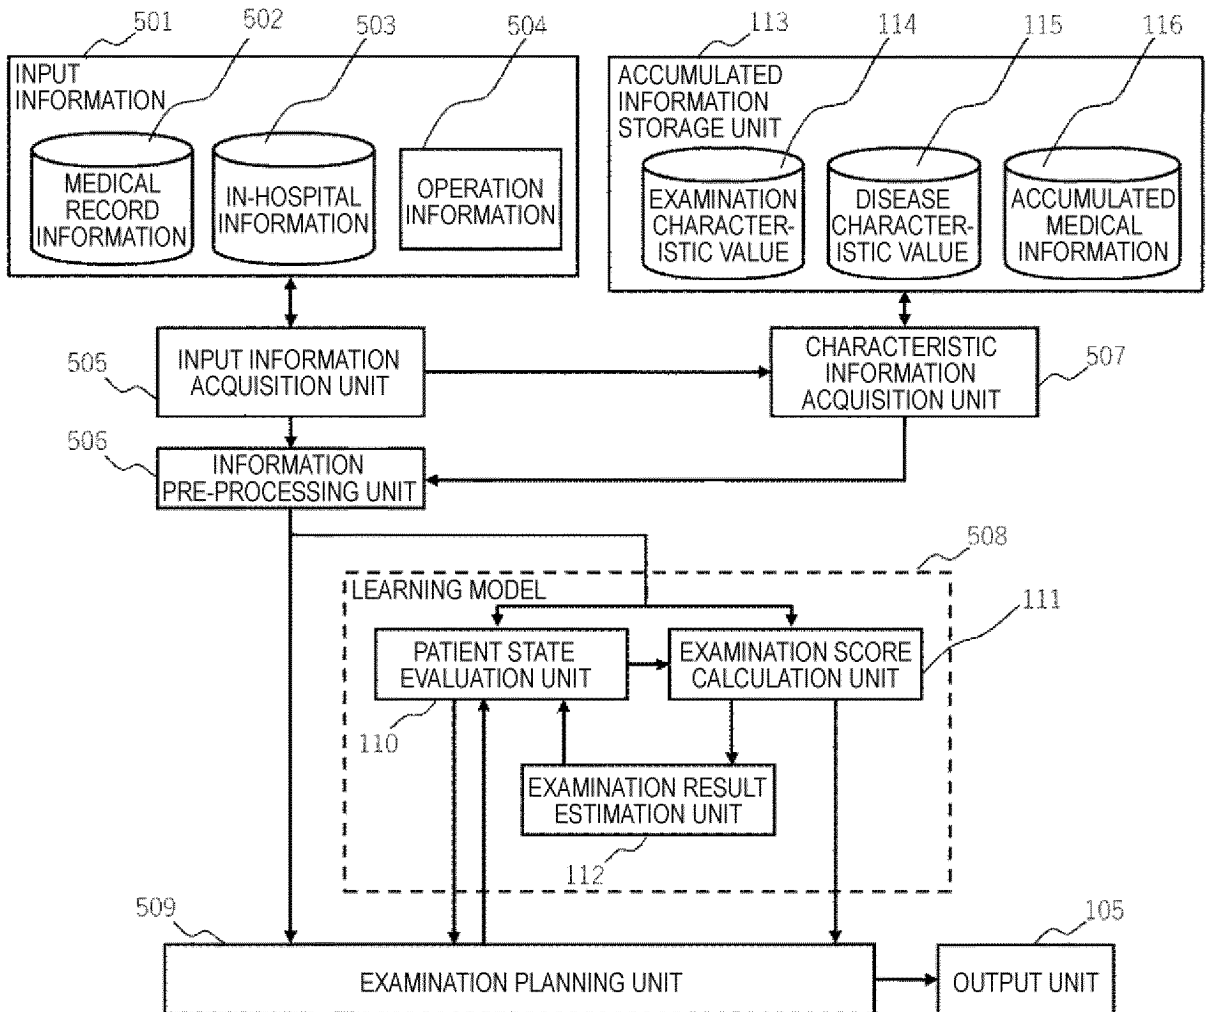 501
502
503
504
113
114
115
116
INPUT
INFORMATION
MEDICAL
RECORD
INFORMATION
IN-HOSPITAL
INFORMATION
OPERATION
INFORMATION
ACCUMULATED
INFORMATION
STORAGE UNIT
EXAMINATION
CHARACTER-
ISTIC VALUE
DISEASE
CHARACTER-
ISTIC VALUE
ACCUMULATED
MEDICAL
INFORMATION
505
INPUT INFORMATION
ACQUISITION UNIT
CHARACTERISTIC
INFORMATION
ACQUISITION UNIT
507
506
INFORMATION
PRE-PROCESSING UNIT
508
LEARNING MODEL
111
PATIENT STATE
EVALUATION UNIT
EXAMINATION SCORE
CALCULATION UNIT
110
EXAMINATION RESULT
ESTIMATION UNIT
112
509
105
EXAMINATION PLANNING UNIT
OUTPUT UNIT